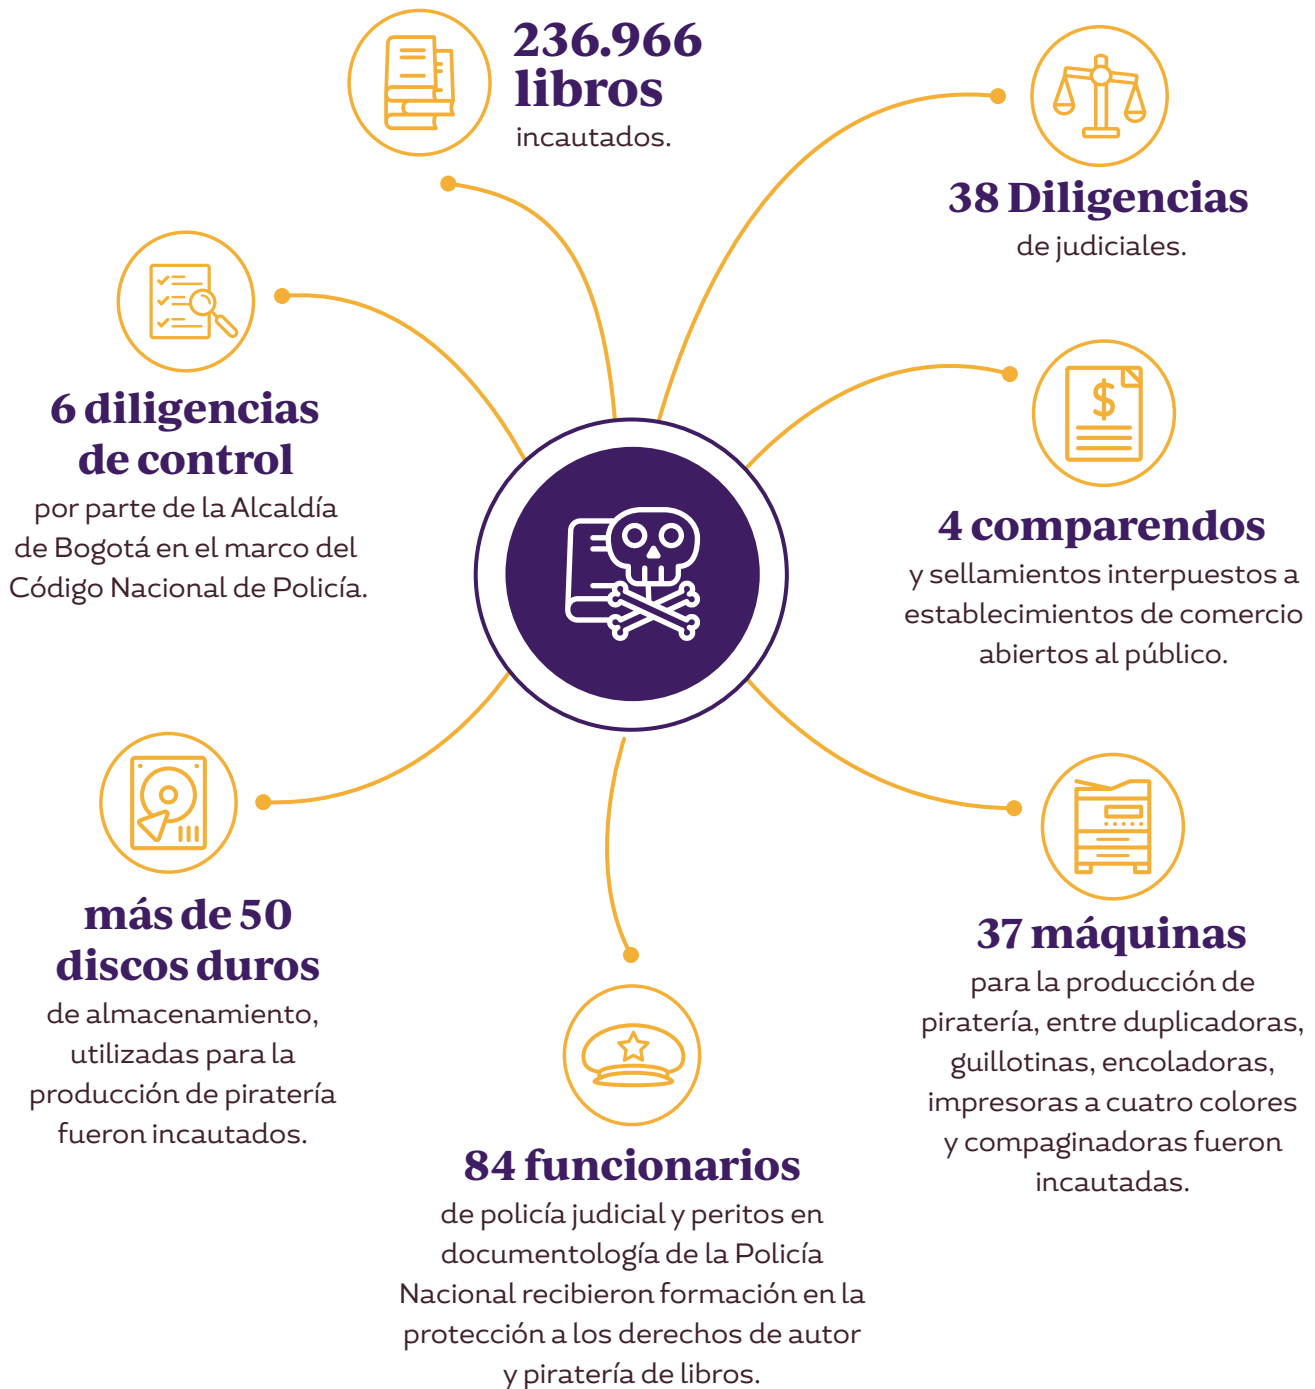 236.966
libros
incautados.
38 Diligencias
de judiciales.
6 diligencias
de control
por parte de la Alcaldía
de Bogotá en el marco del
Código Nacional de Policía.
$
4 comparendos
y sellamientos interpuestos a
establecimientos de comercio
abiertos al público.
más de 50
discos duros
de almacenamiento,
utilizadas para la
producción de piratería
fueron incautados.
37 máquinas
para la producción de
piratería, entre duplicadoras,
guillotinas, encoladoras,
impresoras a cuatro colores
y compaginadoras fueron
incautadas.
84 funcionarios
de policía judicial y peritos en
documentología de la Policía
Nacional recibieron formación en la
protección a los derechos de autor
y piratería de libros.